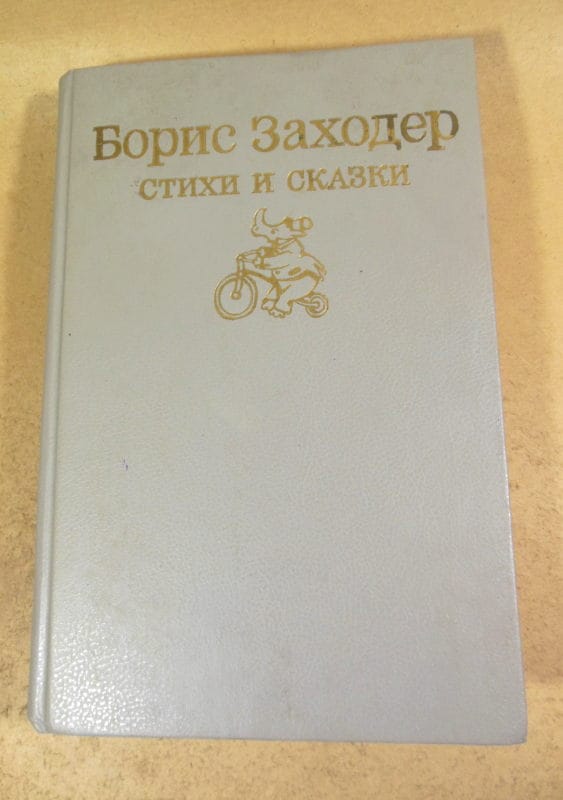 Борис Заходер
стихи и сказки